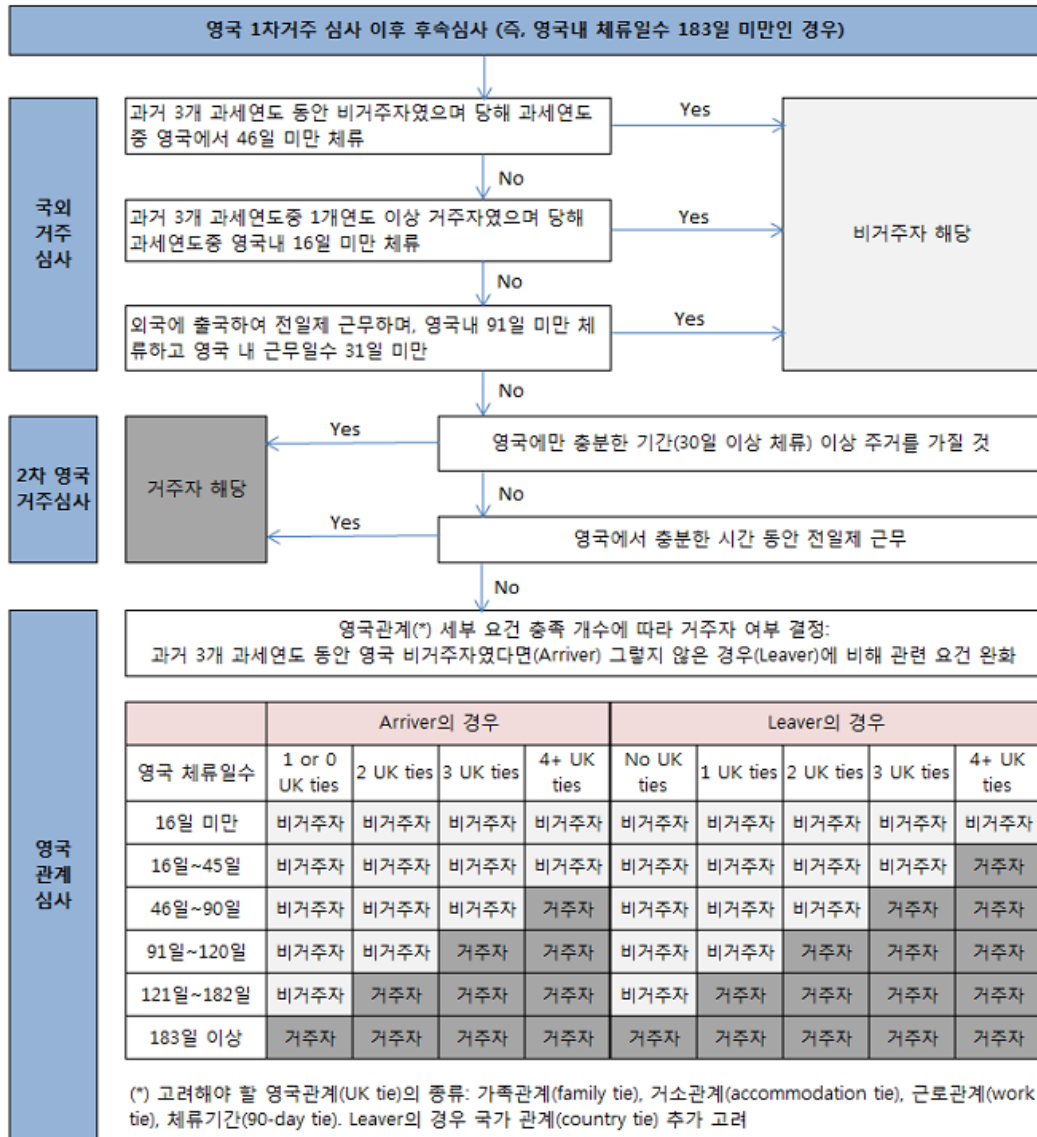 영국 1차거주 심사 이후 후속심사 (즉, 영국내 체류일수 183일 미만인 경우)
국외
거주
심사
과거 3개 과세연도 동안 비거주자였으며 당해 과세연도
중 영국에서 46일 미만 체류
Yes
비거주자 해당
No
과거 3개 과세연도중 1개연도 이상 거주자였으며 당해
과세연도중 영국내 16일 미만 체류
Yes
No
외국에 출국하여 전일제 근무하며, 영국내 91일 미만 체
류하고 영국 내 근무일수 31일 미만
Yes
No
2차 영국
거주심사
거주자 해당
Yes
영국에만 충분한 기간(30일 이상 체류) 이상 주거를 가질 것
No
Yes
영국에서 충분한 시간 동안 전일제 근무
No
영국
관계
심사
영국관계(*) 세부 요건 충족 개수에 따라 거주자 여부 결정:
과거 3개 과세연도 동안 영국 비거주자였다면(Arriver) 그렇지 않은 경우(Leaver)에 비해 관련 요건 완화
Arriver의 경우 Leaver의 경우
영국 체류일수 1 or 0 UK ties 2 UK ties 3 UK ties 4+ UK ties No UK ties 1 UK ties 2 UK ties 3 UK ties 4+ UK ties
16일 미만 비거주자 비거주자 비거주자 비거주자 비거주자 비거주자 비거주자 비거주자 비거주자
16일~45일 비거주자 비거주자 비거주자 비거주자 비거주자 비거주자 비거주자 비거주자 거주자
46일~90일 비거주자 비거주자 비거주자 거주자 비거주자 비거주자 비거주자 거주자 거주자
91일~120일 비거주자 비거주자 거주자 거주자 비거주자 비거주자 거주자 거주자 거주자
121일~182일 비거주자 거주자 거주자 거주자 비거주자 거주자 거주자 거주자 거주자
183일 이상 거주자 거주자 거주자 거주자 거주자 거주자 거주자 거주자 거주자
(*) 고려해야 할 영국관계(UK tie)의 종류: 가족관계(family tie), 거소관계(accommodation tie), 근로관계(work
tie), 체류기간(90-day tie). Leaver의 경우 국가 관계(country tie) 추가 고려